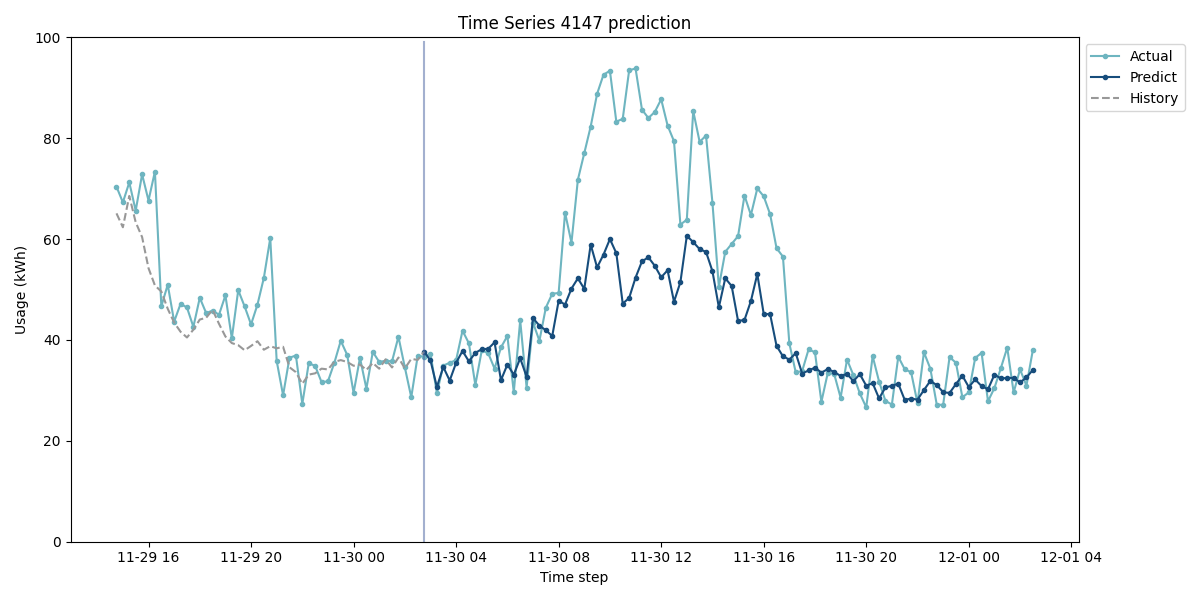 Time Series 4147 prediction
Actual
Predict
History
Usage (kWh)
100
80
60
40
20
0
11-29 16 11-29 20 11-30 00 11-30 04 11-30 08 11-30 12 11-30 16 11-30 20 12-01 00 12-01 04
Time step